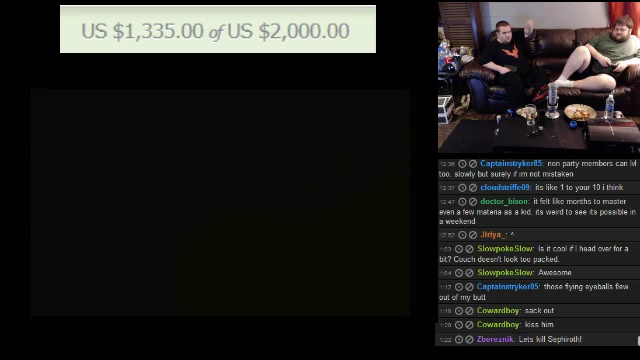 US $1,335.00 of US $2,000.00
12:36 Captainstryker85: non party members can lvl
too. slowly but surely if im not mistaken
12:37 cloudstriffe09: its like 1 to your 10 i think
12:47 doctor_bison: it felt like months to master
even a few materia as a kid. its weird to see its possible in
a weekend
12:52 Jiriya_: ^
1:03 SlowpokeSlow: Is it cool if I head over for a
bit? Couch doesn't look too packed.
1:04 SlowpokeSlow: Awesome
1:12 Captainstryker85: those flying eyeballs flew
out of my butt
Cowardboy: sack out
1:20 Cowardboy: kiss him
1:22 Zbereznik: Lets kill Sephiroth!